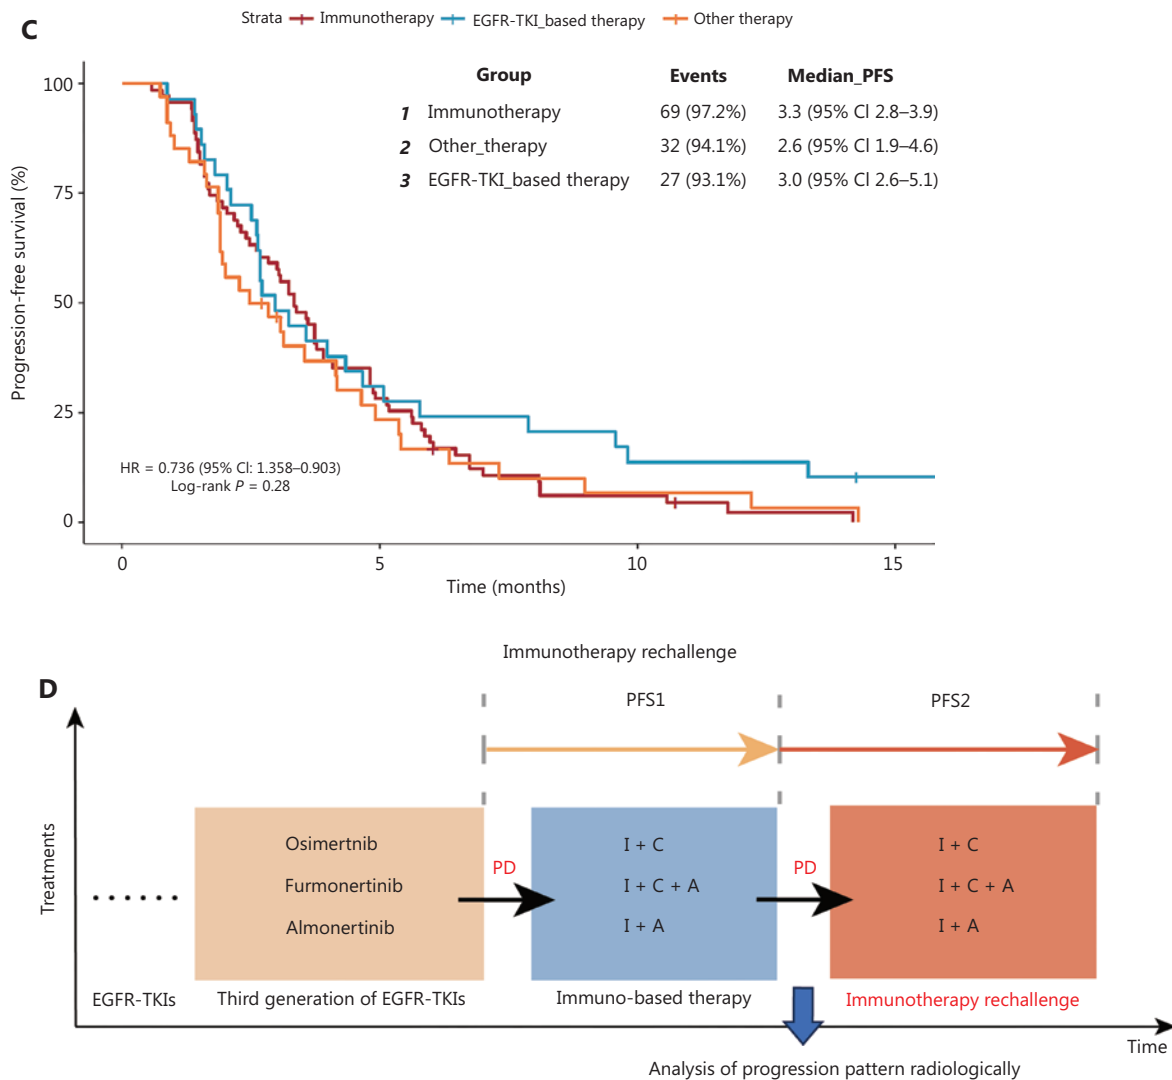 C
Strata Immunotherapy EGFR-TKI_based therapy Other therapy
Group Events Median_PFS
1 Immunotherapy 69 (97.2%) 3.3 (95% CI 2.8–3.9)
2 Other_therapy 32 (94.1%) 2.6 (95% CI 1.9–4.6)
3 EGFR-TKI_based therapy 27 (93.1%) 3.0 (95% CI 2.6–5.1)
Progression-free survival (%)
100
75
50
25
0
HR = 0.736 (95% CI: 1.358–0.903)
Log-rank P = 0.28
0 5 10 15
Time (months)
Immunotherapy rechallenge
D
PFS1 PFS2
Treatments
Osimertnib I + C I + C
PD PD
Furmonertinib I + C + A I + C + A
Almonertinib I + A I + A
EGFR-TKIs Third generation of EGFR-TKIs Immuno-based therapy Immunotherapy rechallenge
Time
Analysis of progression pattern radiologically